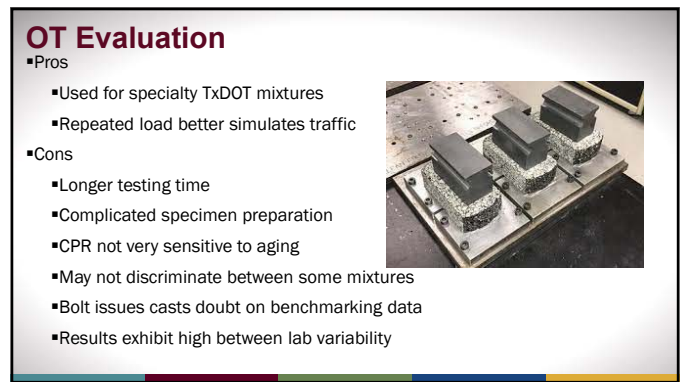 OT Evaluation
▪Pros
▪Used for specialty TxDOT mixtures
▪Repeated load better simulates traffic
▪Cons
▪Longer testing time
▪Complicated specimen preparation
▪CPR not very sensitive to aging
▪May not discriminate between some mixtures
▪Bolt issues casts doubt on benchmarking data
▪Results exhibit high between lab variability